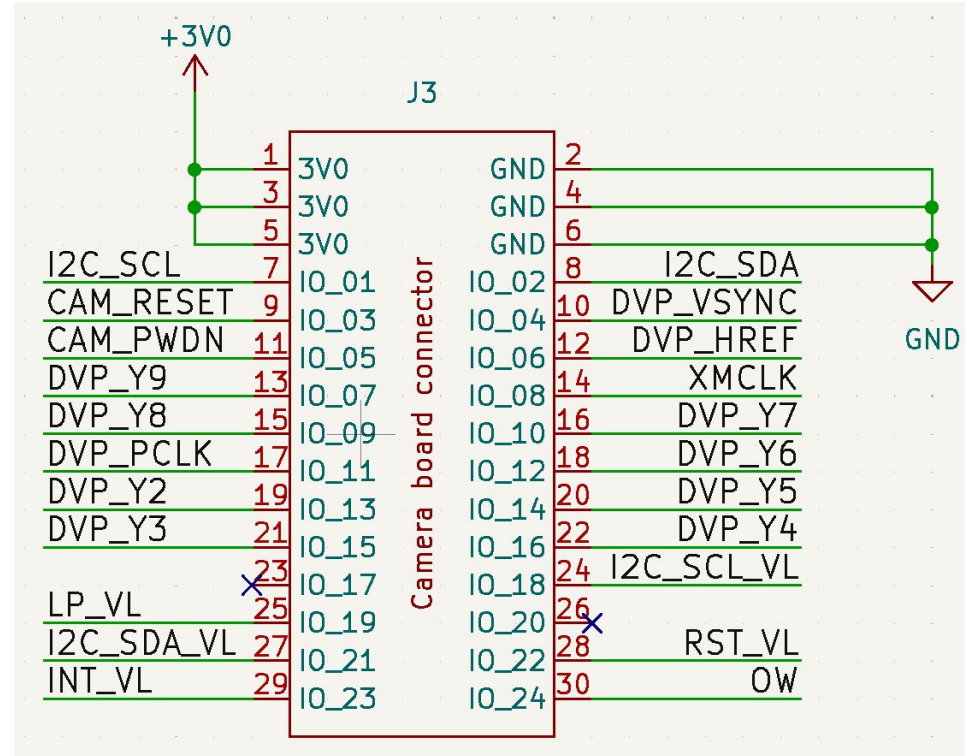 +3V0
J3
1 3V0 GND 2
3 3V0 GND 4
5 3V0 GND 6
I2C_SCL 7 IO_01 IO_02 8 I2C_SDA
CAM_RESET 9 IO_03 IO_04 10 DVP_VSYNC
CAM_PWDN 11 IO_05 IO_06 12 DVP_HREF
GND
DVP_Y9 13 IO_07 IO_08 14 XMCLK
DVP_Y8 15 IO_09 IO_10 16 DVP_Y7
DVP_PCLK 17 IO_11 IO_12 18 DVP_Y6
DVP_Y2 19 IO_13 IO_14 20 DVP_Y5
DVP_Y3 21 IO_15 IO_16 22 DVP_Y4
23 IO_17 IO_18 24 I2C_SCL_VL
LP_VL 25 IO_19 IO_20 26
I2C_SDA_VL 27 IO_21 IO_22 28 RST_VL
INT_VL 29 IO_23 IO_24 30 OW
Camera board connector